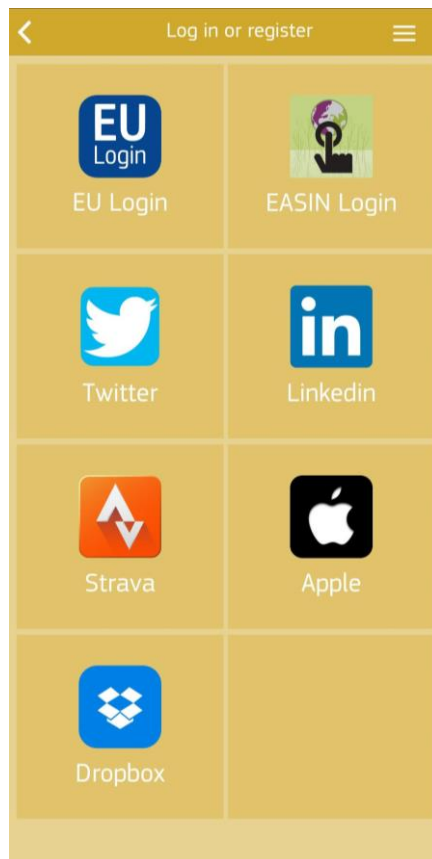 Log in or register
EU
Login
EU Login
EASIN Login
Twitter
in
Linkedin
Strava
Apple
Dropbox